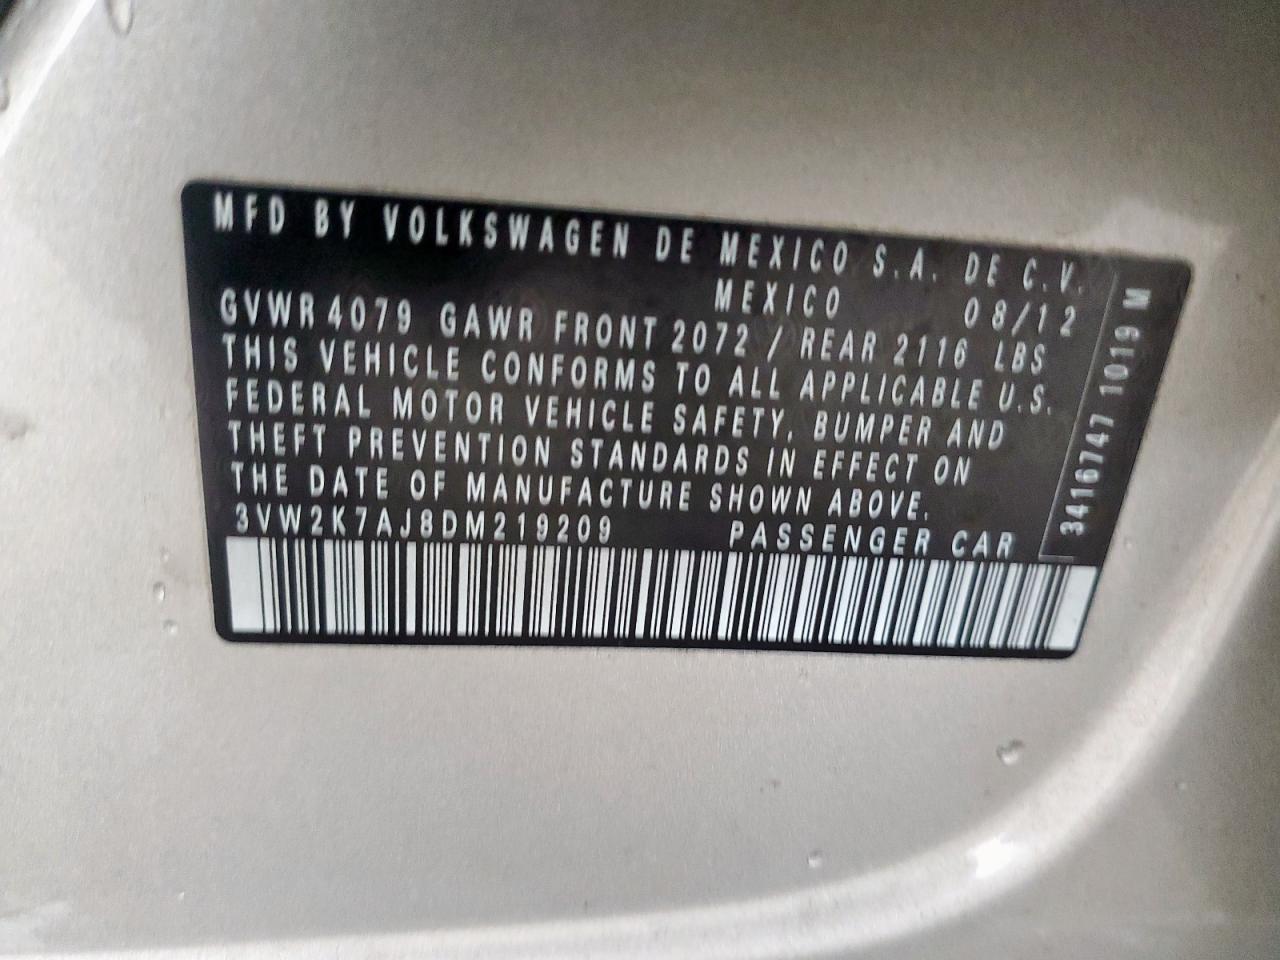 MFD BY VOLKSWAGEN DE MEXICO S.A. DE C.V.
MEXICO 08/12
GVWR 4079 GAWR FRONT 2072 / REAR 2116 LBS
THIS VEHICLE CONFORMS TO ALL APPLICABLE U.S.
FEDERAL MOTOR VEHICLE SAFETY, BUMPER AND
THEFT PREVENTION STANDARDS IN EFFECT ON
THE DATE OF MANUFACTURE SHOWN ABOVE.
3VW2K7AJ8DM219209 PASSENGER CAR
3416747 1019 M